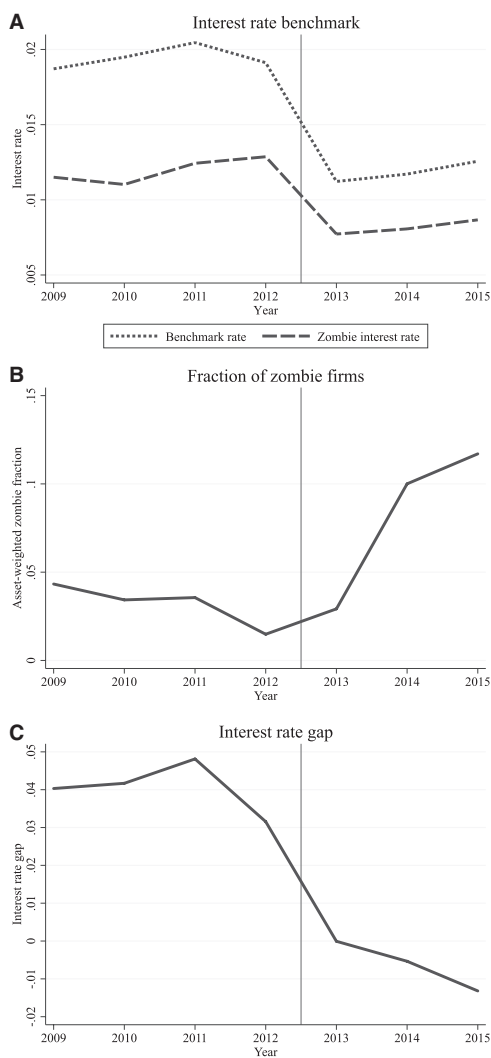 A
Interest rate benchmark
Interest rate
.02
.015
.01
.005
2009 2010 2011 2012 2013 2014 2015
Year
Benchmark rate Zombie interest rate
B
Fraction of zombie firms
Asset-weighted zombie fraction
.15
.1
.05
0
2009 2010 2011 2012 2013 2014 2015
Year
C
Interest rate gap
Interest rate gap
.05
.04
.03
.02
.01
0
-.01
-.02
2009 2010 2011 2012 2013 2014 2015
Year